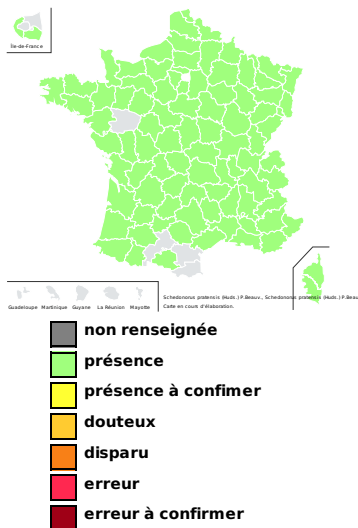 Île-de-France
Guadeloupe Martinique Guyane La Réunion Mayotte
Schedonorus pratensis (Huds.) P.Beauv., Schedonorus pratensis (Huds.) P.Beau
Carte en cours d'élaboration.
non renseignée
présence
présence à confimer
douteux
disparu
erreur
erreur à confirmer